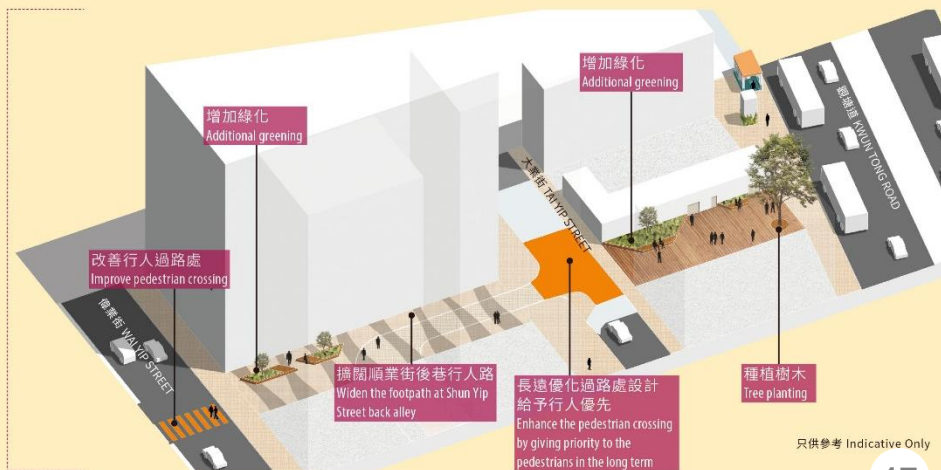 增加綠化
Additional greening
增加綠化
Additional greening
觀塘道 KWUN TONG ROAD
大業街 TAI YIP STREET
改善行人過路處
Improve pedestrian crossing
偉業街 WAI YIP STREET
擴闊順業街後巷行人路
Widen the footpath at Shun Yip
Street back alley
長遠優化過路處設計
給予行人優先
Enhance the pedestrian crossing
by giving priority to the
pedestrians in the long term
種植樹木
Tree planting
只供參考 Indicative Only